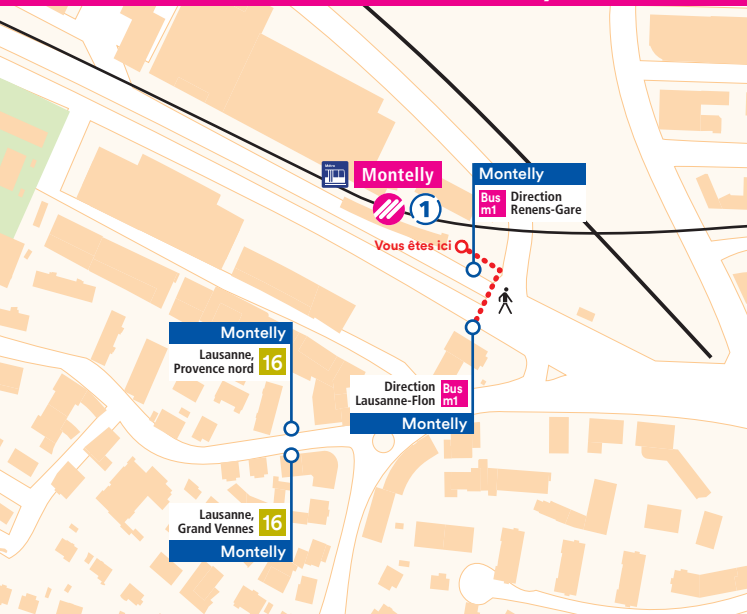 Metro
Montelly
1
Vous êtes ici
Montelly
Bus
m1
Direction
Renens-Gare
Montelly
Lausanne,
Provence nord
16
Direction
Lausanne-Flon
Bus
m1
Montelly
Lausanne,
Grand Vennes
16
Montelly